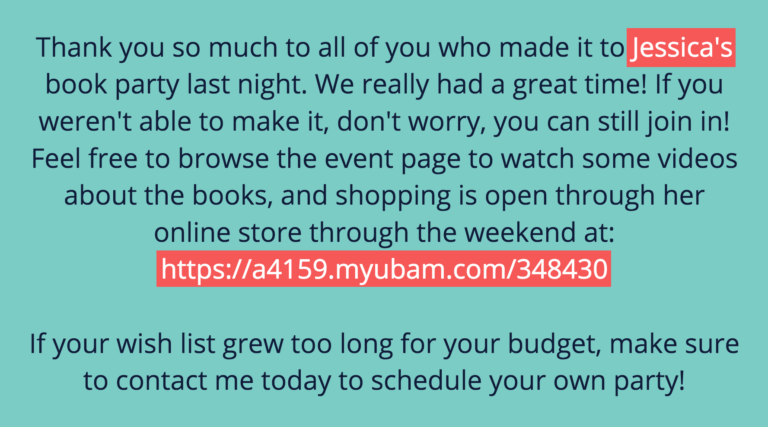 Thank you so much to all of you who made it to Jessica's
book party last night. We really had a great time! If you
weren't able to make it, don't worry, you can still join in!
Feel free to browse the event page to watch some videos
about the books, and shopping is open through her
online store through the weekend at:
https://a4159.myubam.com/348430
If your wish list grew too long for your budget, make sure
to contact me today to schedule your own party!